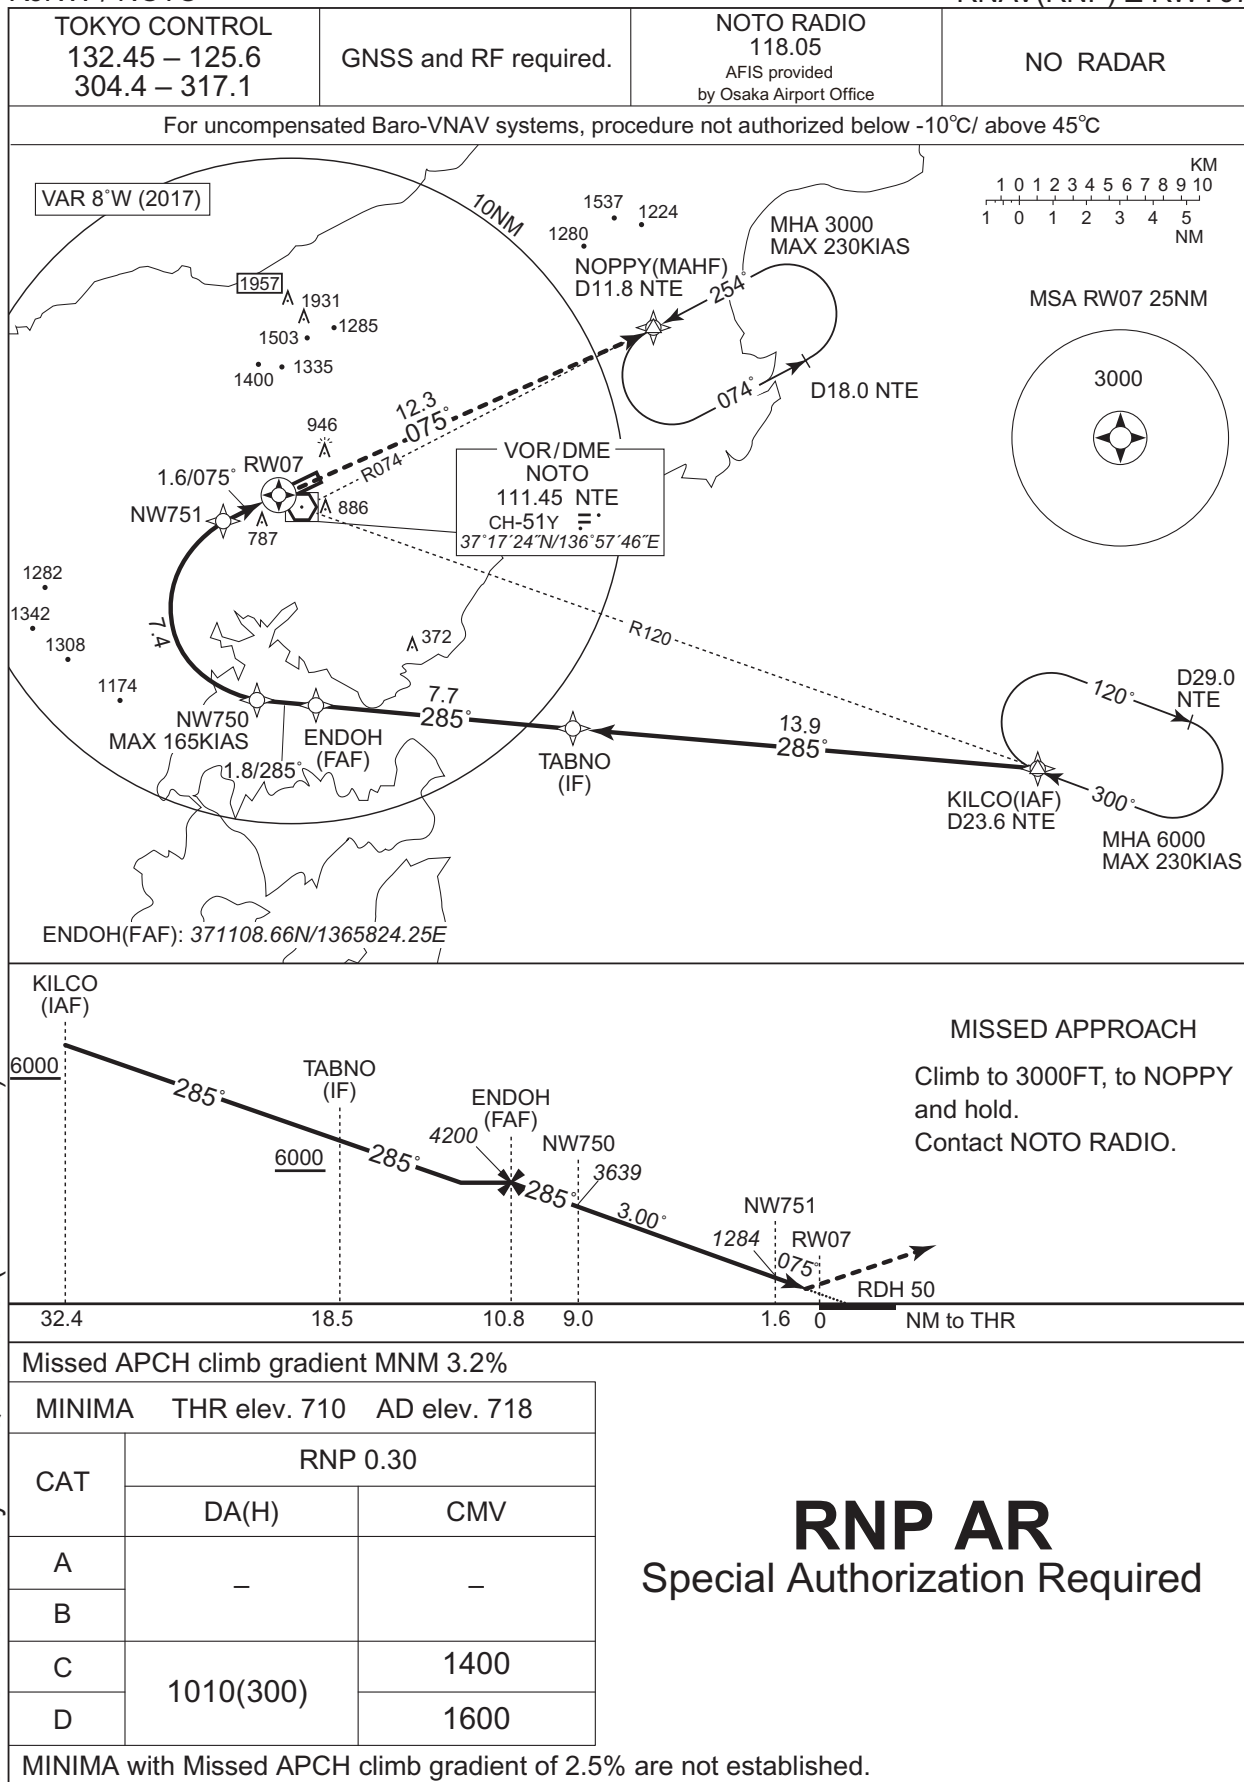 TOKYO CONTROL
132.45 – 125.6
304.4 – 317.1
GNSS and RF required.
NOTO RADIO
118.05
AFIS provided
by Osaka Airport Office
NO RADAR
For uncompensated Baro-VNAV systems, procedure not authorized below -10°C/ above 45°C
VAR 8°W (2017)
10NM
1537
1224
1280
NOPPY(MAHF)
D11.8 NTE
MHA 3000
MAX 230KIAS
254°
074°
D18.0 NTE
KM
1 0 1 2 3 4 5 6 7 8 9 10
1 0 1 2 3 4 5
NM
MSA RW07 25NM
3000
1957
1931
1503
1285
1400
1335
12.3
075°
946
R074
RW07
1.6/075°
NW751
787
886
VOR/DME
NOTO
111.45 NTE
CH-51Y
37°17´24˝N/136°57´46˝E
1282
1342
1308
1174
7.4
372
R120
NW750
MAX 165KIAS
1.8/285°
ENDOH
(FAF)
7.7
285°
TABNO
(IF)
13.9
285°
KILCO(IAF)
D23.6 NTE
120°
D29.0
NTE
300°
MHA 6000
MAX 230KIAS
ENDOH(FAF): 371108.66N/1365824.25E
KILCO
(IAF)
6000
285°
TABNO
(IF)
6000
285°
4200
ENDOH
(FAF)
285°
NW750
3639
3.00°
NW751
1284
075°
RW07
RDH 50
32.4 18.5 10.8 9.0 1.6 0 NM to THR
MISSED APPROACH
Climb to 3000FT, to NOPPY
and hold.
Contact NOTO RADIO.
Missed APCH climb gradient MNM 3.2%
MINIMA THR elev. 710 AD elev. 718
CAT
RNP 0.30
DA(H) CMV
A
– –
B
C 1400
1010(300)
D 1600
RNP AR
Special Authorization Required
MINIMA with Missed APCH climb gradient of 2.5% are not established.